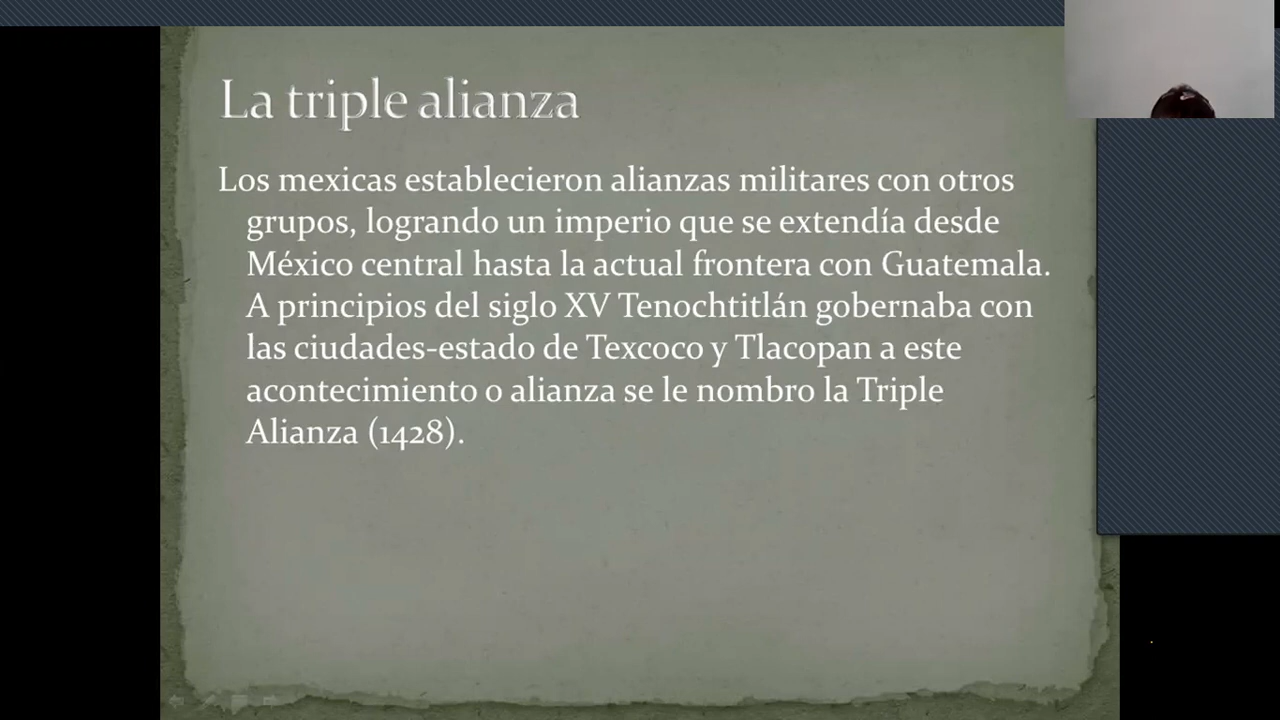 La triple alianza
Los mexicas establecieron alianzas militares con otros
grupos, logrando un imperio que se extendía desde
México central hasta la actual frontera con Guatemala.
A principios del siglo XV Tenochtitlán gobernaba con
las ciudades-estado de Texcoco y Tlacopan a este
acontecimiento o alianza se le nombro la Triple
Alianza (1428).